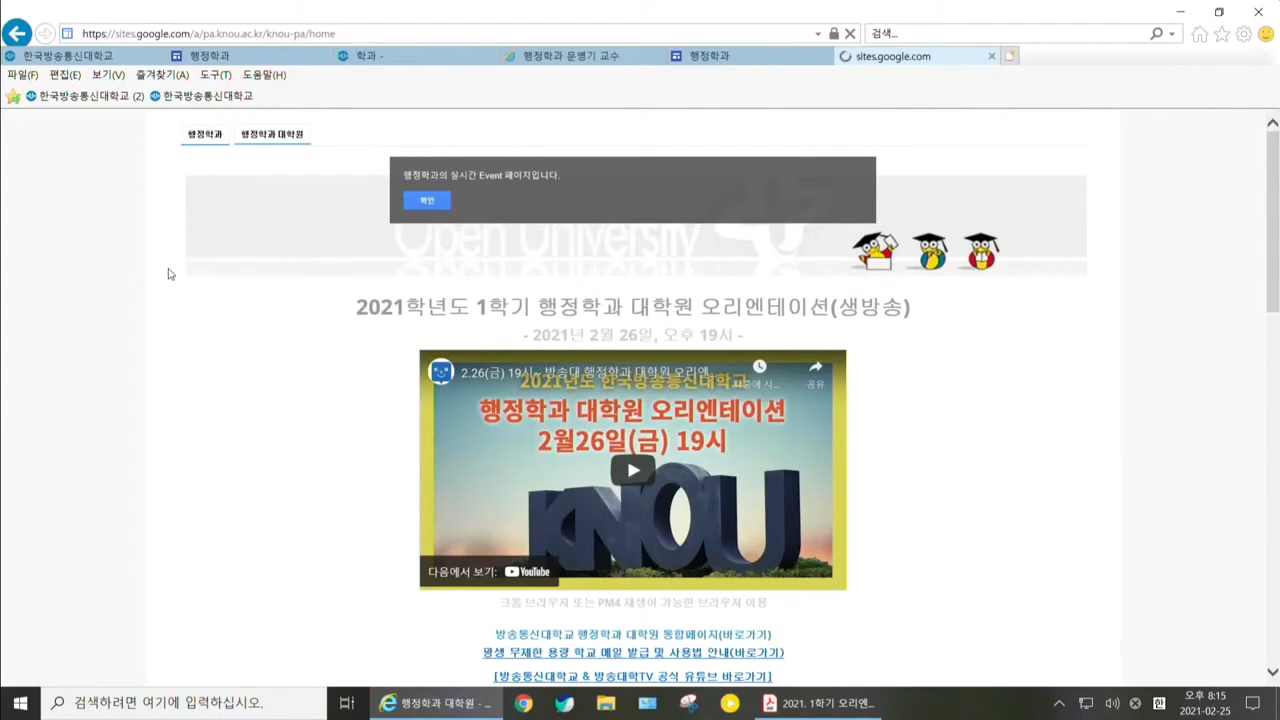 https://sites.google.com/a/pa.knou.ac.kr/knou-pa/home
검색...
한국방송통신대학교
행정학과
학과 -
행정학과 문병기 교수
행정학과
sites.google.com
파일(F) 편집(E) 보기(V) 즐겨찾기(A) 도구(T) 도움말(H)
한국방송통신대학교 (2) 한국방송통신대학교
행정학과 행정학과 대학원
행정학과의 실시간 Event 페이지입니다.
확인
Open University
2021학년도 1학기 행정학과 대학원 오리엔테이션(생방송)
- 2021년 2월 26일, 오후 19시 -
2.26(금) 19시~ 방송대 행정학과 대학원 오리엔...
공유
2021년도 한국방송통신대학교
행정학과 대학원 오리엔테이션
2월26일(금) 19시
KNOU
다음에서 보기: YouTube
크롬 브라우저 또는 PM4 재생이 가능한 브라우저 이용
방송통신대학교 행정학과 대학원 통합페이지(바로가기)
평생 무제한 용량 학교 메일 발급 및 사용법 안내(바로가기)
[방송통신대학교 & 방송대학TV 공식 유튜브 바로가기]
검색하려면 여기에 입력하십시오.
행정학과 대학원 - ...
2021. 1학기 오리엔...
한
오후 8:15
2021-02-25